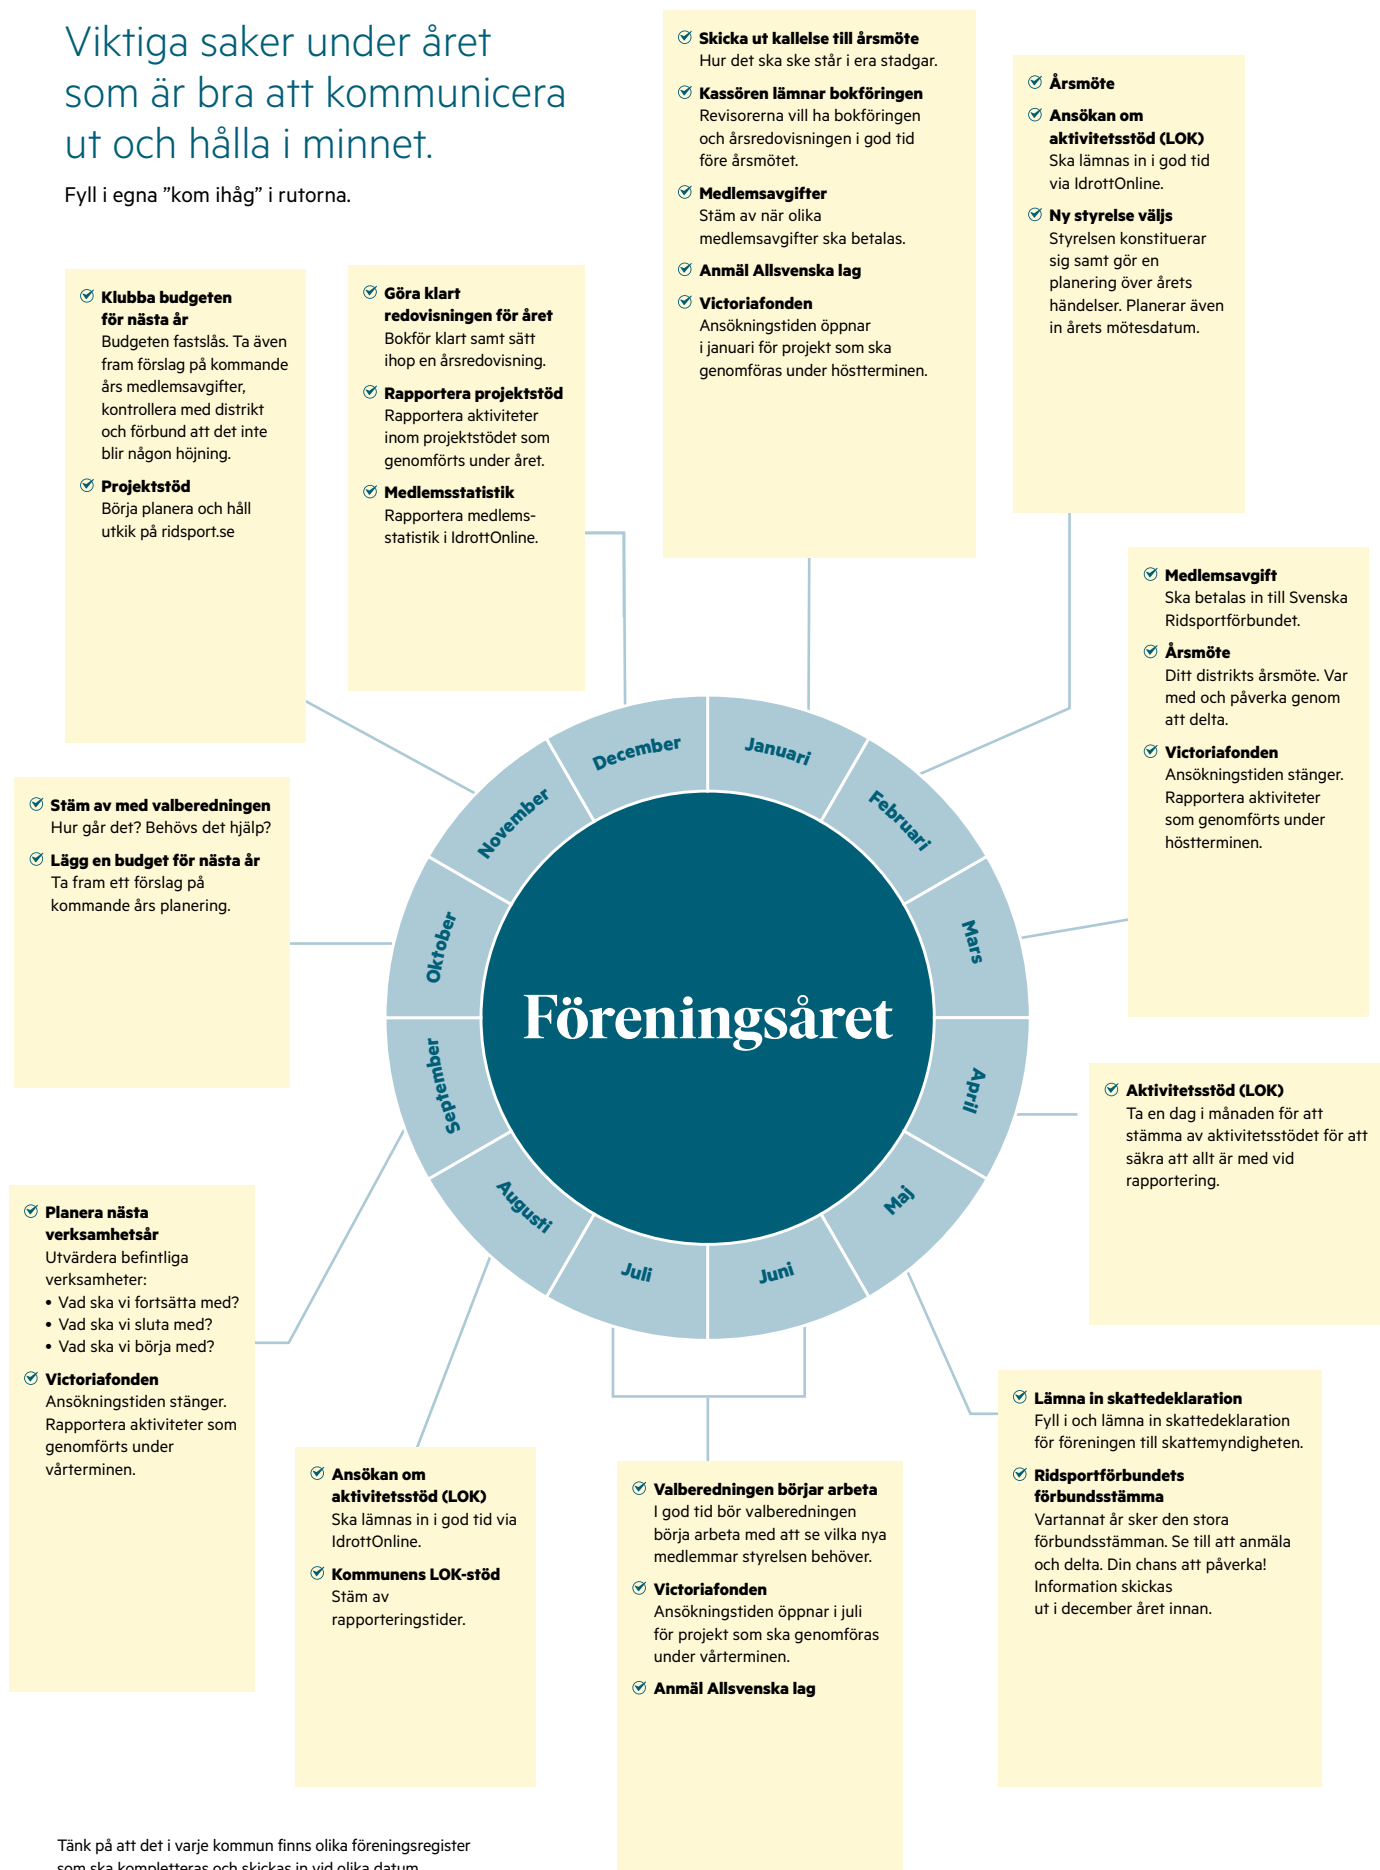 Viktiga saker under året
som är bra att kommunicera
ut och hålla i minnet.
Fyll i egna ”kom ihåg” i rutorna.
Skicka ut kallelse till årsmöte
Hur det ska ske står i era stadgar.
Kassören lämnar bokföringen
Revisorerna vill ha bokföringen
och årsredovisningen i god tid
före årsmötet.
Medlemsavgifter
Stäm av när olika
medlemsavgifter ska betalas.
Anmäl Allsvenska lag
Victoriafonden
Ansökningstiden öppnar
i januari för projekt som ska
genomföras under höstterminen.
Årsmöte
Ansökan om
aktivitetsstöd (LOK)
Ska lämnas in i god tid
via IdrottOnline.
Ny styrelse väljs
Styrelsen konstituerar
sig samt gör en
planering över årets
händelser. Planerar även
in årets mötesdatum.
Klubba budgeten
för nästa år
Budgeten fastslås. Ta även
fram förslag på kommande
års medlemsavgifter,
kontrollera med distrikt
och förbund att det inte
blir någon höjning.
Projektstöd
Börja planera och håll
utkik på ridsport.se
Göra klart
redovisningen för året
Bokför klart samt sätt
ihop en årsredovisning.
Rapportera projektstöd
Rapportera aktiviteter
inom projektstödet som
genomförts under året.
Medlemsstatistik
Rapportera medlems-
statistik i IdrottOnline.
Medlemsavgift
Ska betalas in till Svenska
Ridsportförbundet.
Årsmöte
Ditt distrikts årsmöte. Var
med och påverka genom
att delta.
Victoriafonden
Ansökningstiden stänger.
Rapportera aktiviteter
som genomförts under
höstterminen.
Stäm av med valberedningen
Hur går det? Behövs det hjälp?
Lägg en budget för nästa år
Ta fram ett förslag på
kommande års planering.
Januari
Februari
Mars
April
Maj
Juni
Juli
Augusti
September
Oktober
November
December
Föreningsåret
Aktivitetsstöd (LOK)
Ta en dag i månaden för att
stämma av aktivitetsstödet för att
säkra att allt är med vid
rapportering.
Planera nästa
verksamhetsår
Utvärdera befintliga
verksamheter:
• Vad ska vi fortsätta med?
• Vad ska vi sluta med?
• Vad ska vi börja med?
Victoriafonden
Ansökningstiden stänger.
Rapportera aktiviteter som
genomförts under
vårterminen.
Ansökan om
aktivitetsstöd (LOK)
Ska lämnas in i god tid via
IdrottOnline.
Kommunens LOK-stöd
Stäm av
rapporteringstider.
Valberedningen börjar arbeta
I god tid bör valberedningen
börja arbeta med att se vilka nya
medlemmar styrelsen behöver.
Victoriafonden
Ansökningstiden öppnar i juli
för projekt som ska genomföras
under vårterminen.
Anmäl Allsvenska lag
Lämna in skattedeklaration
Fyll i och lämna in skattedeklaration
för föreningen till skattemyndigheten.
Ridsportförbundets
förbundsstämma
Vartannat år sker den stora
förbundsstämman. Se till att anmäla
och delta. Din chans att påverka!
Information skickas
ut i december året innan.
Tänk på att det i varje kommun finns olika föreningsregister
som ska kompletteras och skickas in vid olika datum